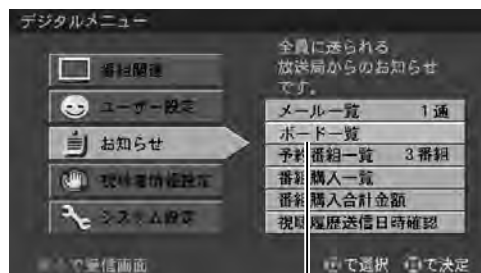 デジタルメニュー
番組関連
ユーザー設定
お知らせ
視聴者情報設定
システム設定
全員に送られる
放送局からのお知らせ
です。
メール一覧 1通
ボード一覧
予約番組一覧 3番組
番組購入一覧
番組購入合計金額
視聴履歴送信日時確認
で受信画面
で選択 で決定